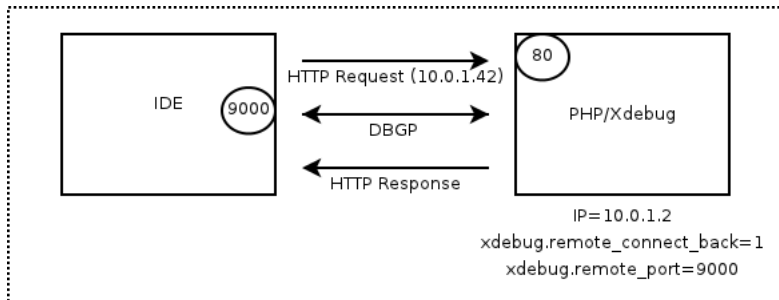 IDE
9000
HTTP Request (10.0.1.42)
DBGP
HTTP Response
80
PHP/Xdebug
IP=10.0.1.2
xdebug.remote_connect_back=1
xdebug.remote_port=9000